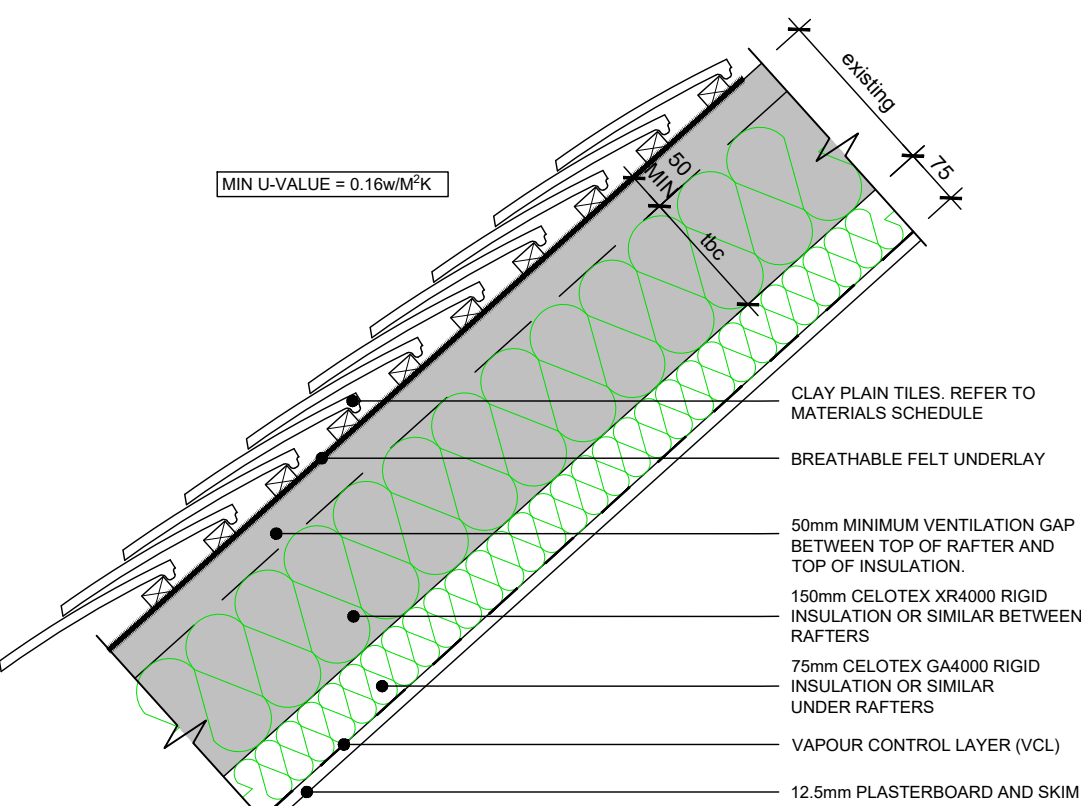 existing
75
50
MIN
tbc
MIN U-VALUE = 0.16w/M²K
CLAY PLAIN TILES. REFER TO
MATERIALS SCHEDULE
BREATHABLE FELT UNDERLAY
50mm MINIMUM VENTILATION GAP
BETWEEN TOP OF RAFTER AND
TOP OF INSULATION.
150mm CELOTEX XR4000 RIGID
INSULATION OR SIMILAR BETWEEN
RAFTERS
75mm CELOTEX GA4000 RIGID
INSULATION OR SIMILAR
UNDER RAFTERS
VAPOUR CONTROL LAYER (VCL)
12.5mm PLASTERBOARD AND SKIM